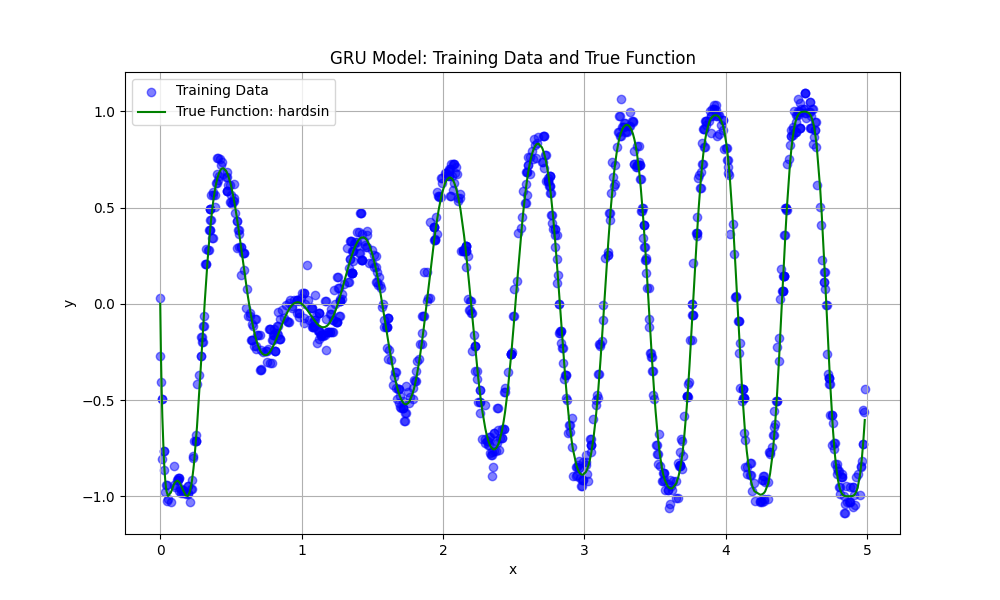 GRU Model: Training Data and True Function
Training Data
True Function: hardsin
y
1.0
0.5
0.0
−0.5
−1.0
0
1
2
3
4
5
x